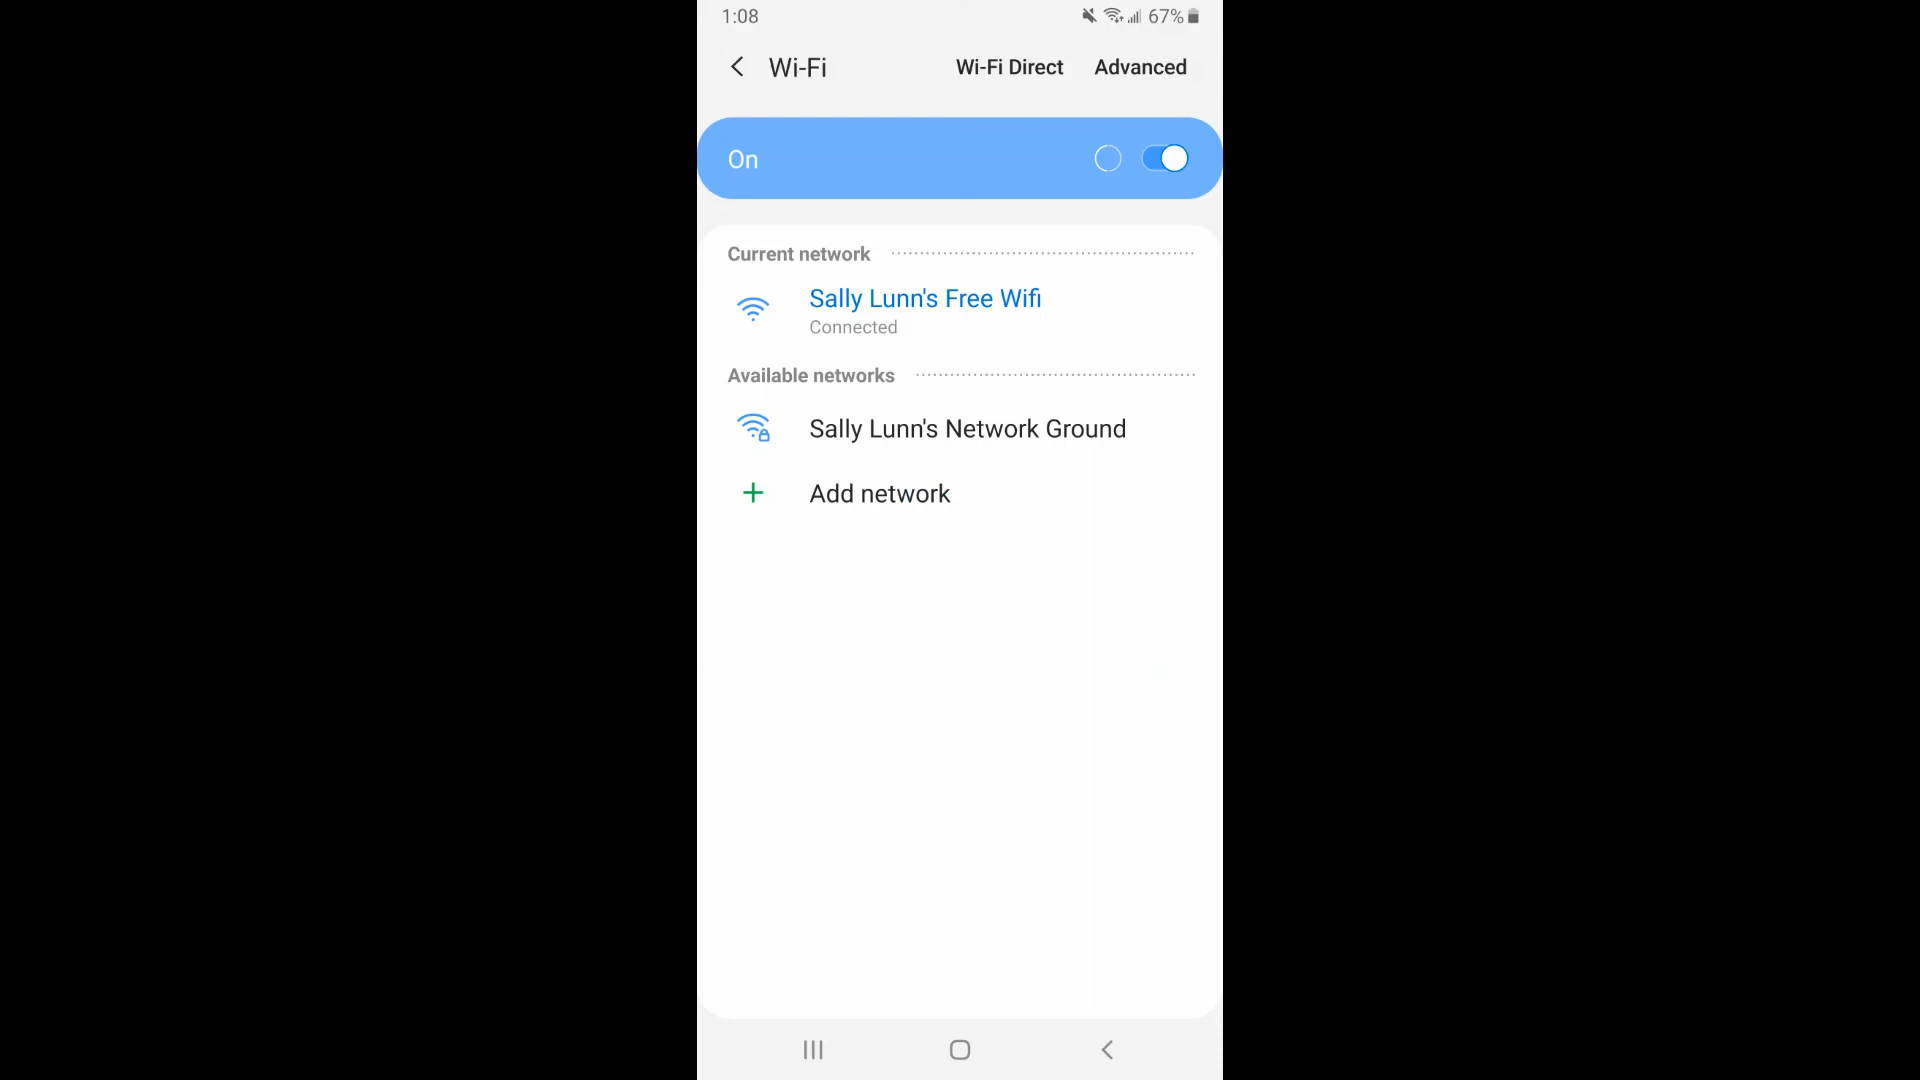 1:08 67%
Wi-Fi Wi-Fi Direct Advanced
On
Current network
Sally Lunn's Free Wifi
Connected
Available networks
Sally Lunn's Network Ground
Add network